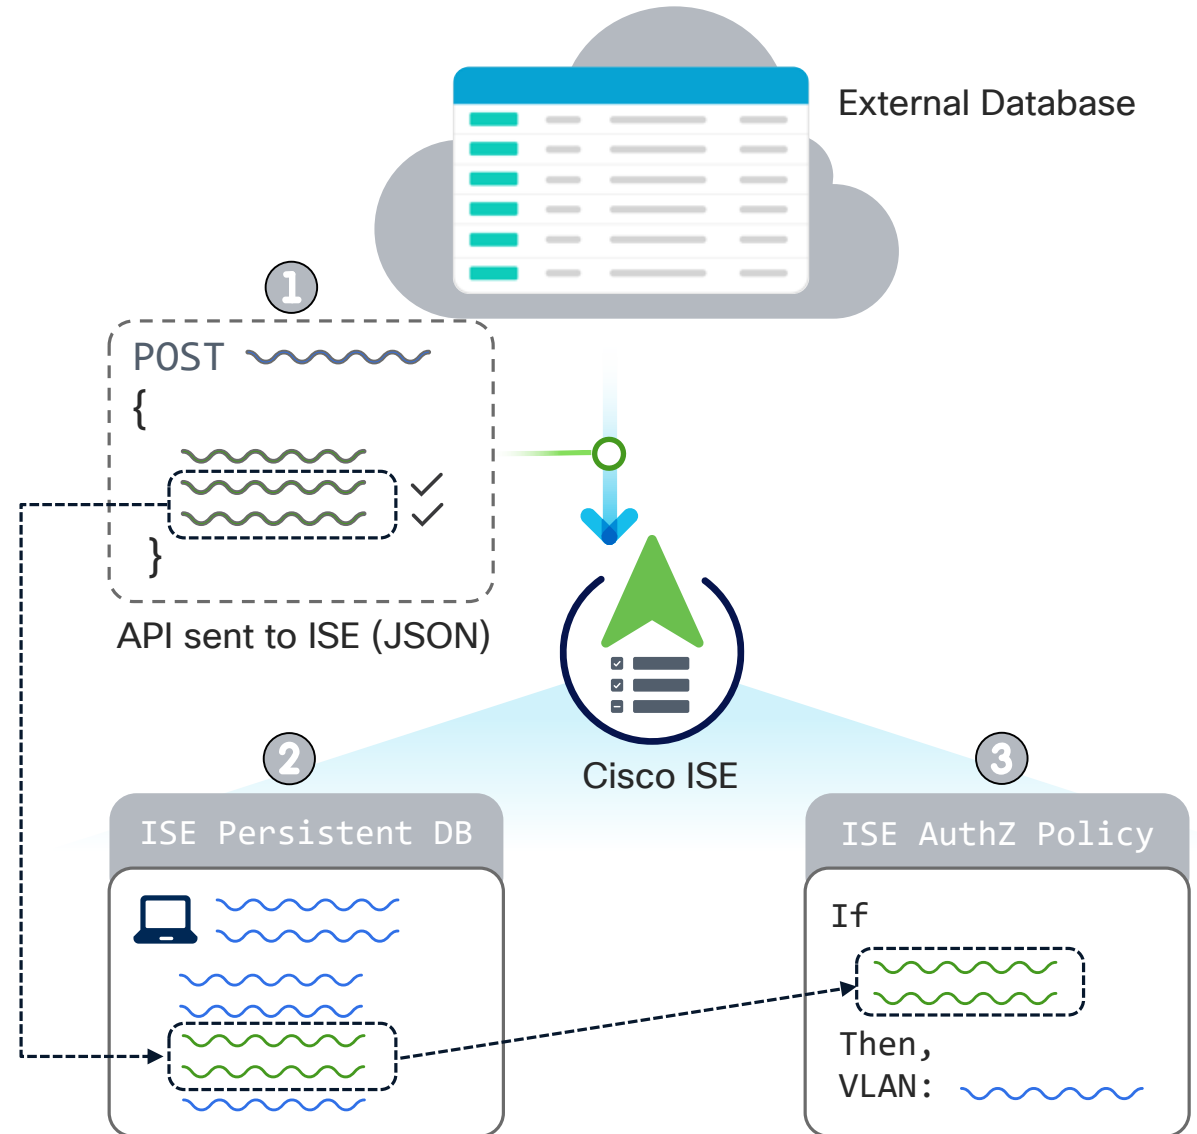 External Database
1
POST
{
}
API sent to ISE (JSON)
Cisco ISE
2
ISE Persistent DB
3
ISE AuthZ Policy
If
Then,
VLAN: